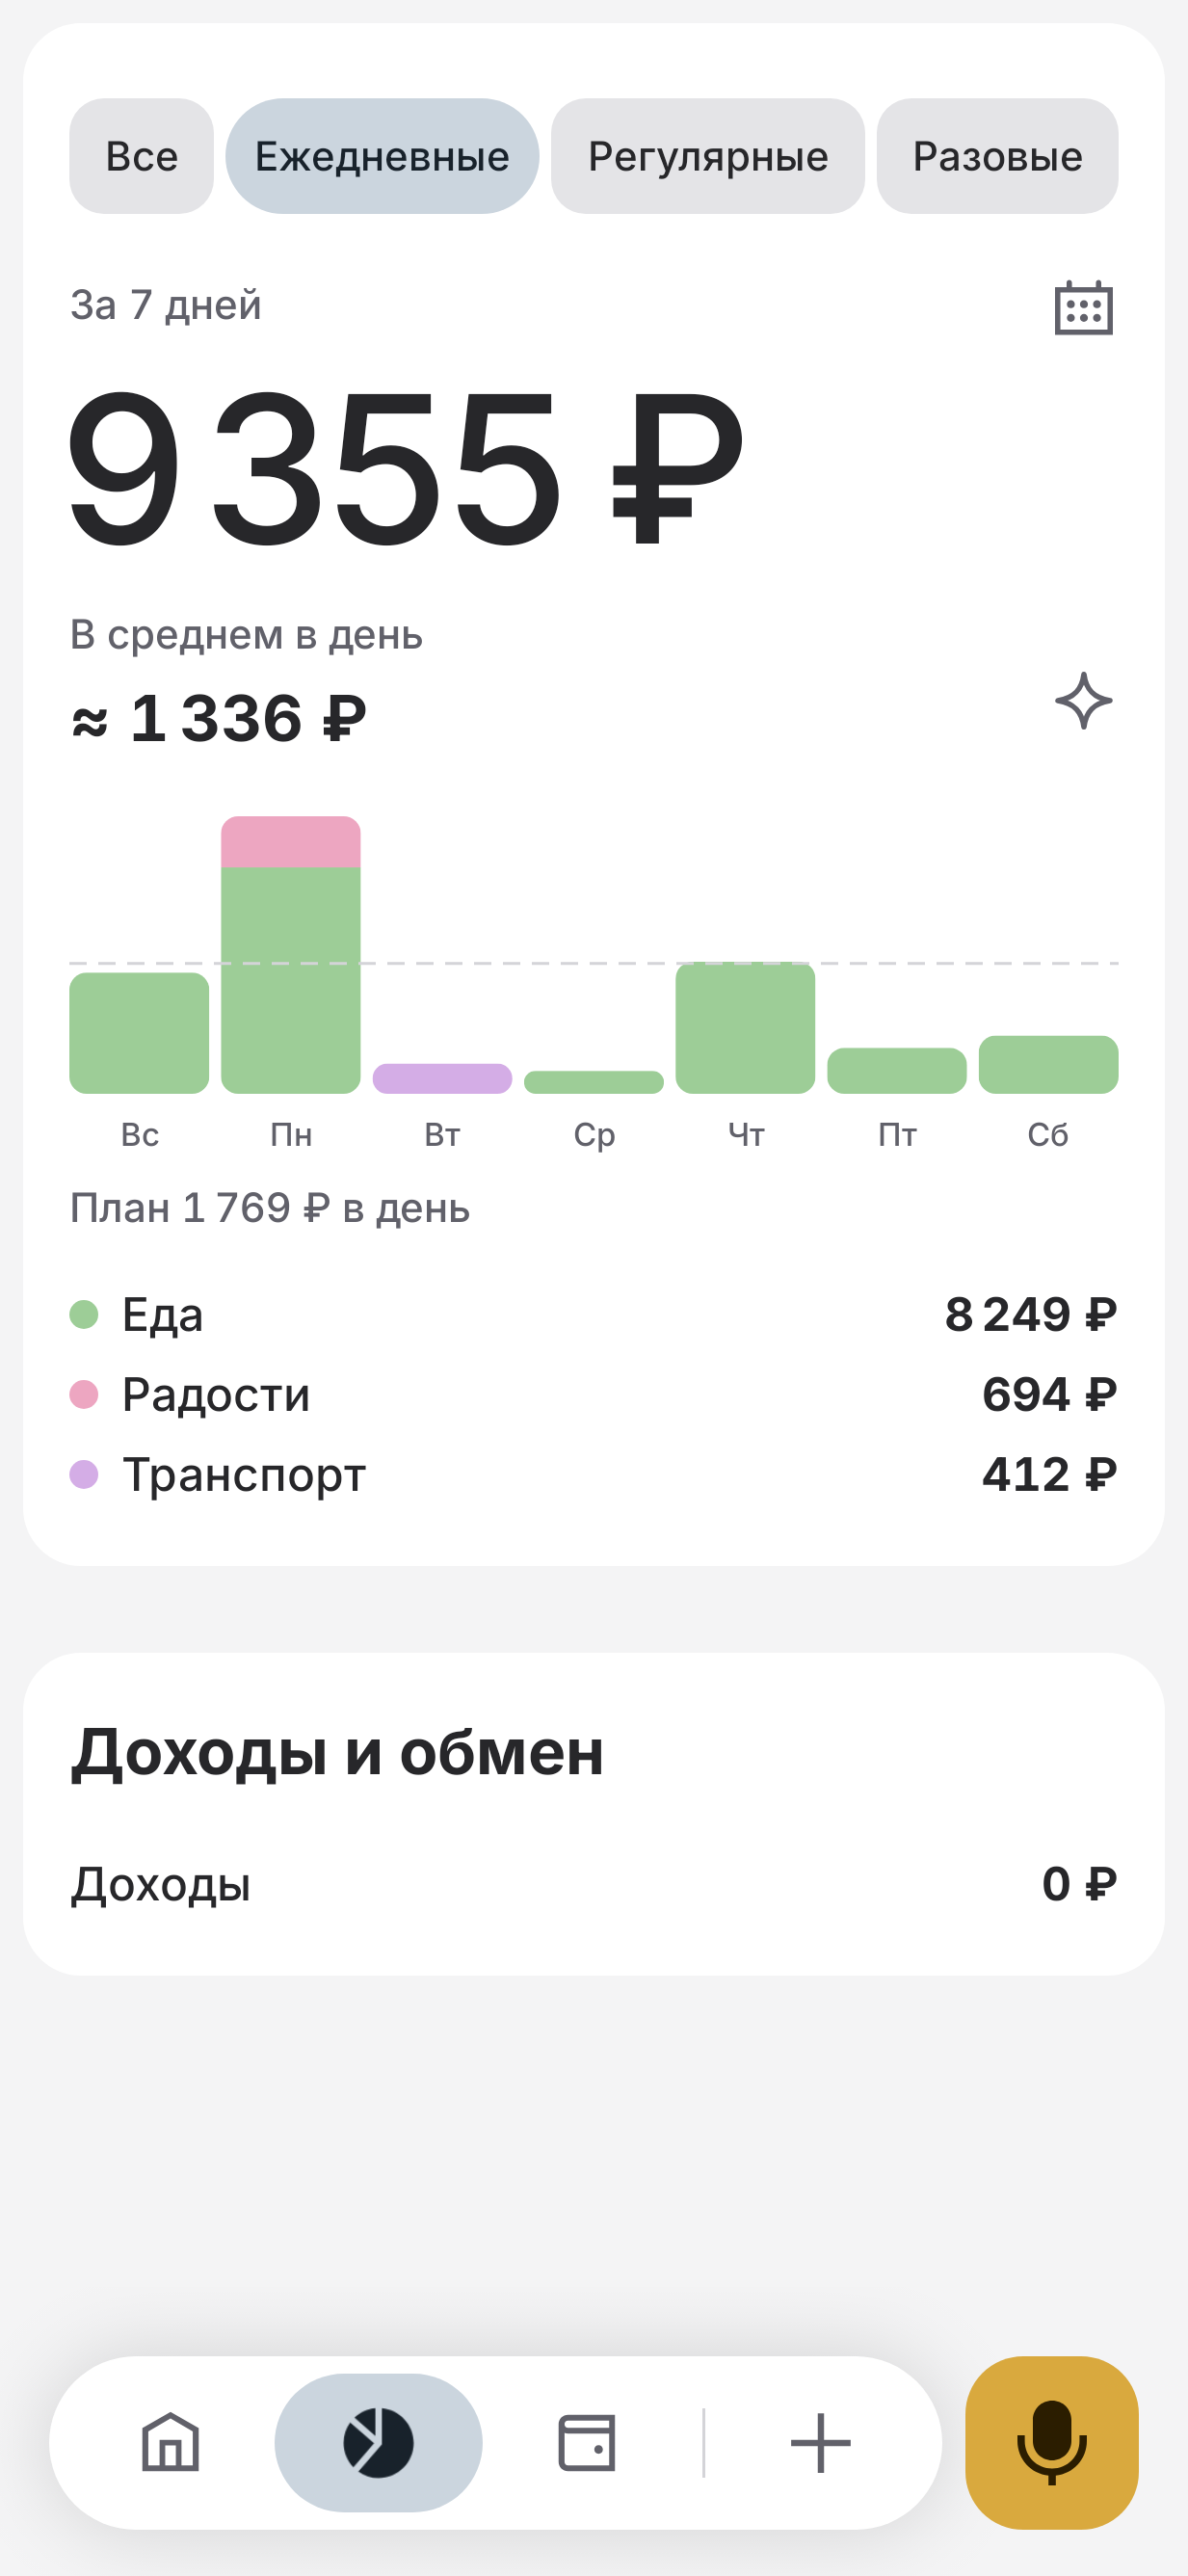 Все Ежедневные Регулярные Разовые
За 7 дней
9 355 ₽
В среднем в день
≈ 1 336 ₽
Вс Пн Вт Ср Чт Пт Сб
План 1 769 ₽ в день
Еда 8 249 ₽
Радости 694 ₽
Транспорт 412 ₽
Доходы и обмен
Доходы 0 ₽